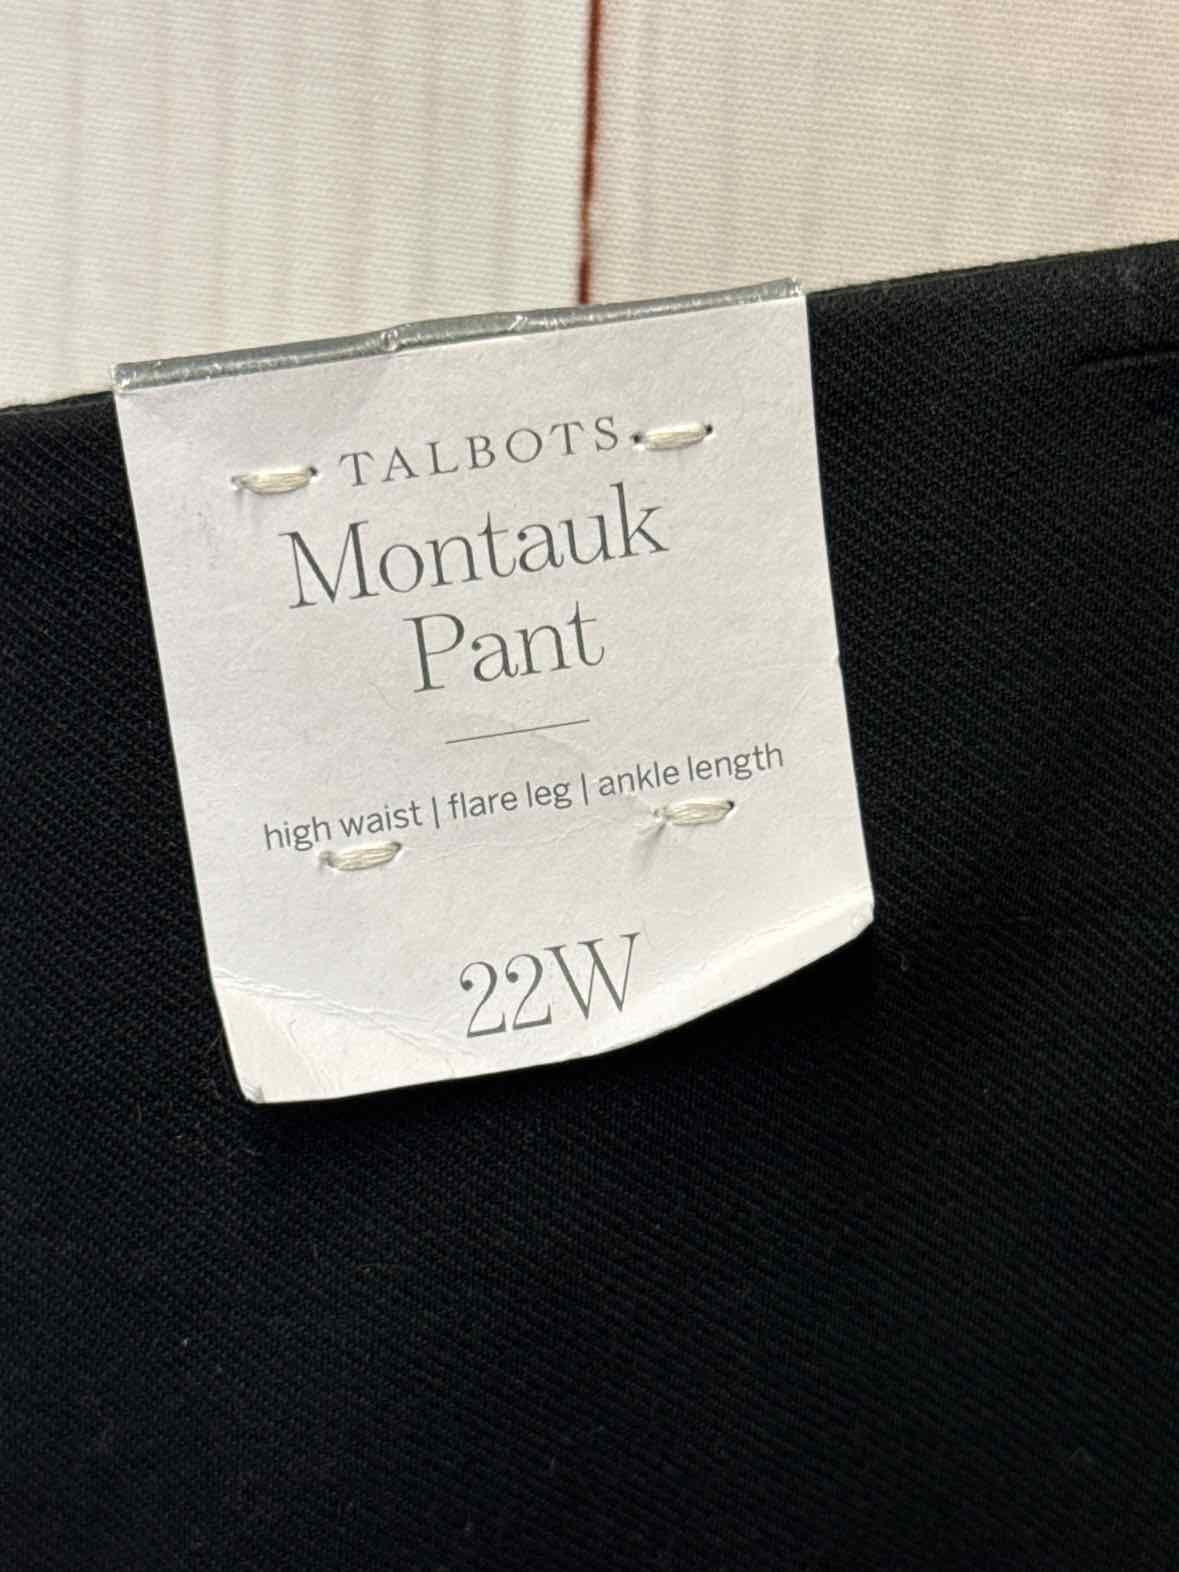 TALBOTS
Montauk
Pant
high waist | flare leg | ankle length
22W